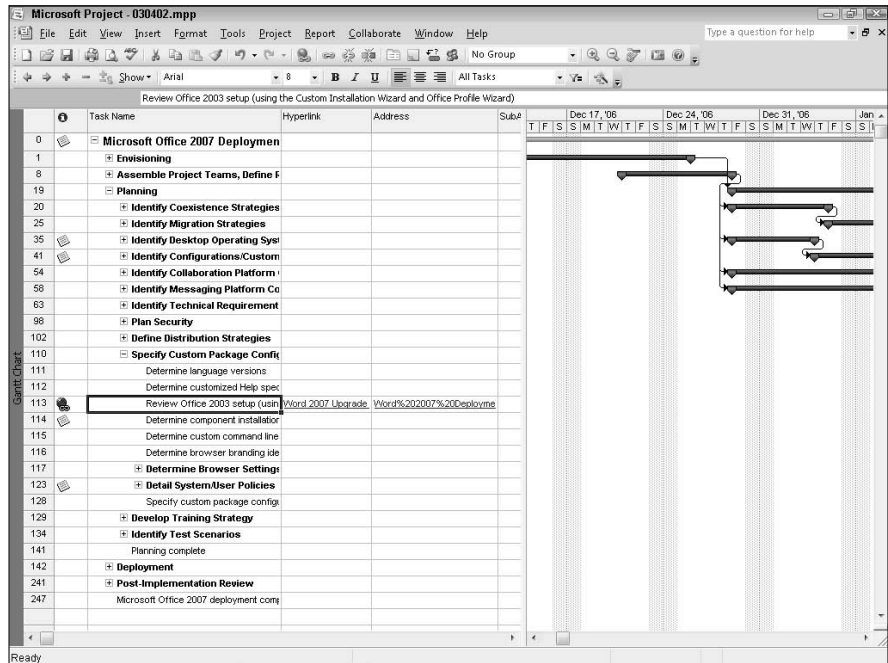 Microsoft Project - 030402.mpp
File Edit View Insert Format Tools Project Report Collaborate Window Help
Type a question for help
No Group
Show Arial 8 B I U All Tasks
Review Office 2003 setup (using the Custom Installation Wizard and Office Profile Wizard)
Task Name Hyperlink Address SubA
Dec 17, '06 Dec 24, '06 Dec 31, '06 Jan
T F S S M T W T F S S M T W T F S S M T W T F S S
0 Microsoft Office 2007 Deploymen
1 Envisioning
8 Assemble Project Teams, Define
19 Planning
20 Identify Coexistence Strategies
25 Identify Migration Strategies
35 Identify Desktop Operating Syst
41 Identify Configurations/Custom
54 Identify Collaboration Platform
58 Identify Messaging Platform Co
63 Identify Technical Requirement
98 Plan Security
102 Define Distribution Strategies
110 Specify Custom Package Config
111 Determine language versions
112 Determine customized Help spec
113 Review Office 2003 setup (usin Word 2007 Upgrade Word%202007%20Deployme
114 Determine component installation
115 Determine custom command line
116 Determine browser branding ide
117 Determine Browser Settings
123 Detail System/User Policies
128 Specify custom package configu
129 Develop Training Strategy
134 Identify Test Scenarios
141 Planning complete
142 Deployment
241 Post-Implementation Review
247 Microsoft Office 2007 deployment comp
Gantt Chart
Ready